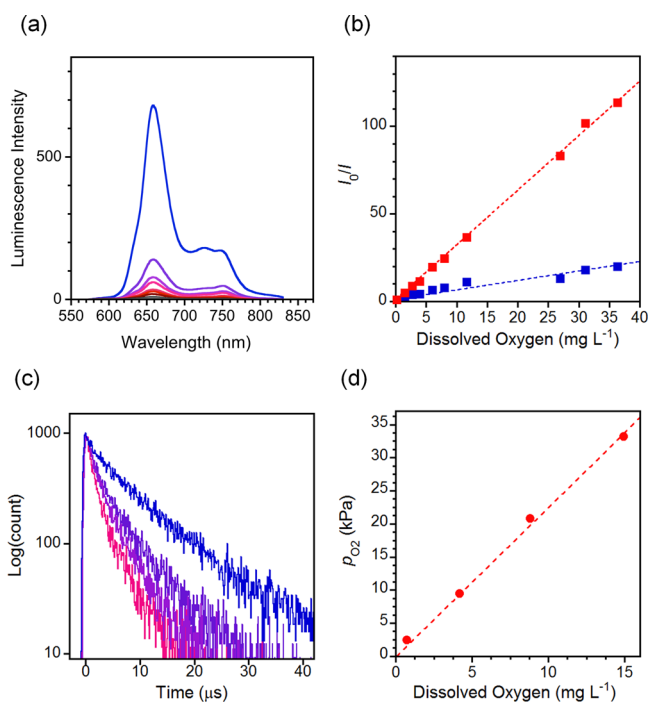 (a)
Luminescence Intensity
500
0
550 600 650 700 750 800 850
Wavelength (nm)
(b)
I0/I
100
50
0
0 5 10 15 20 25 30 35 40
Dissolved Oxygen (mg L-1)
(c)
Log(count)
1000
100
10
0 10 20 30 40
Time (μs)
(d)
pO2 (kPa)
35
30
25
20
15
10
5
0
0 5 10 15
Dissolved Oxygen (mg L-1)